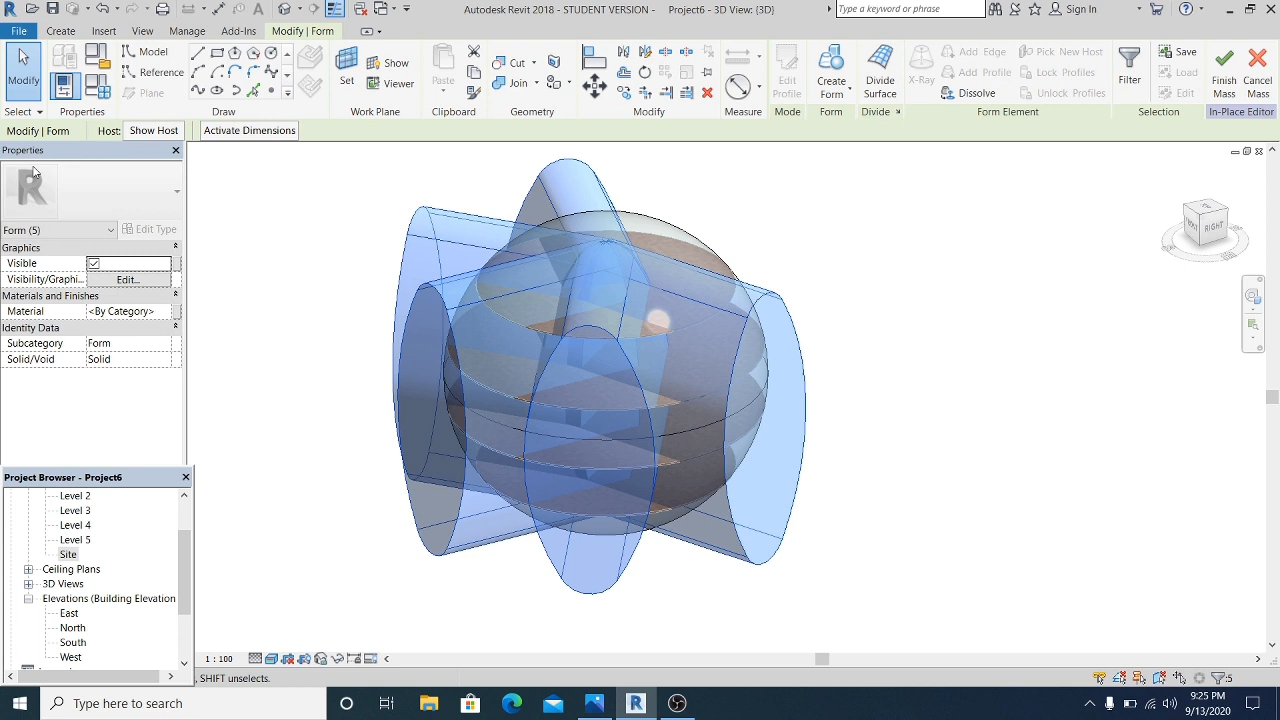 Autodesk Revit 2018 - STUDENT VERSION - Project6 - 3D View:
Type a keyword or phrase
Sign In
File Create Insert View Manage Add-Ins Modify | Form
Modify
Select
Properties
Model
Reference
Plane
Draw
Set
Show
Viewer
Work Plane
Paste
Clipboard
Cut
Join
Geometry
Modify
Measure
Edit
Profile
Mode
Create
Form
Form
Divide
Surface
Divide
X-Ray
Add Edge
Add Profile
Dissolve
Pick New Host
Lock Profiles
Unlock Profiles
Form Element
Filter
Save
Load
Edit
Selection
Finish
Mass
Cancel
Mass
In-Place Editor
Modify | Form Host: Show Host Activate Dimensions
Properties
Form (5) Edit Type
Graphics
Visible
Visibility/Graphi... Edit...
Materials and Finishes
Material <By Category>
Identity Data
Subcategory Form
Solid/Void Solid
RIGHT
Project Browser - Project6
Level 2
Level 3
Level 4
Level 5
Site
Ceiling Plans
3D Views
Elevations (Building Elevation
East
North
South
West
1 : 100
, SHIFT unselects.
:5
Type here to search
9:25 PM
9/13/2020